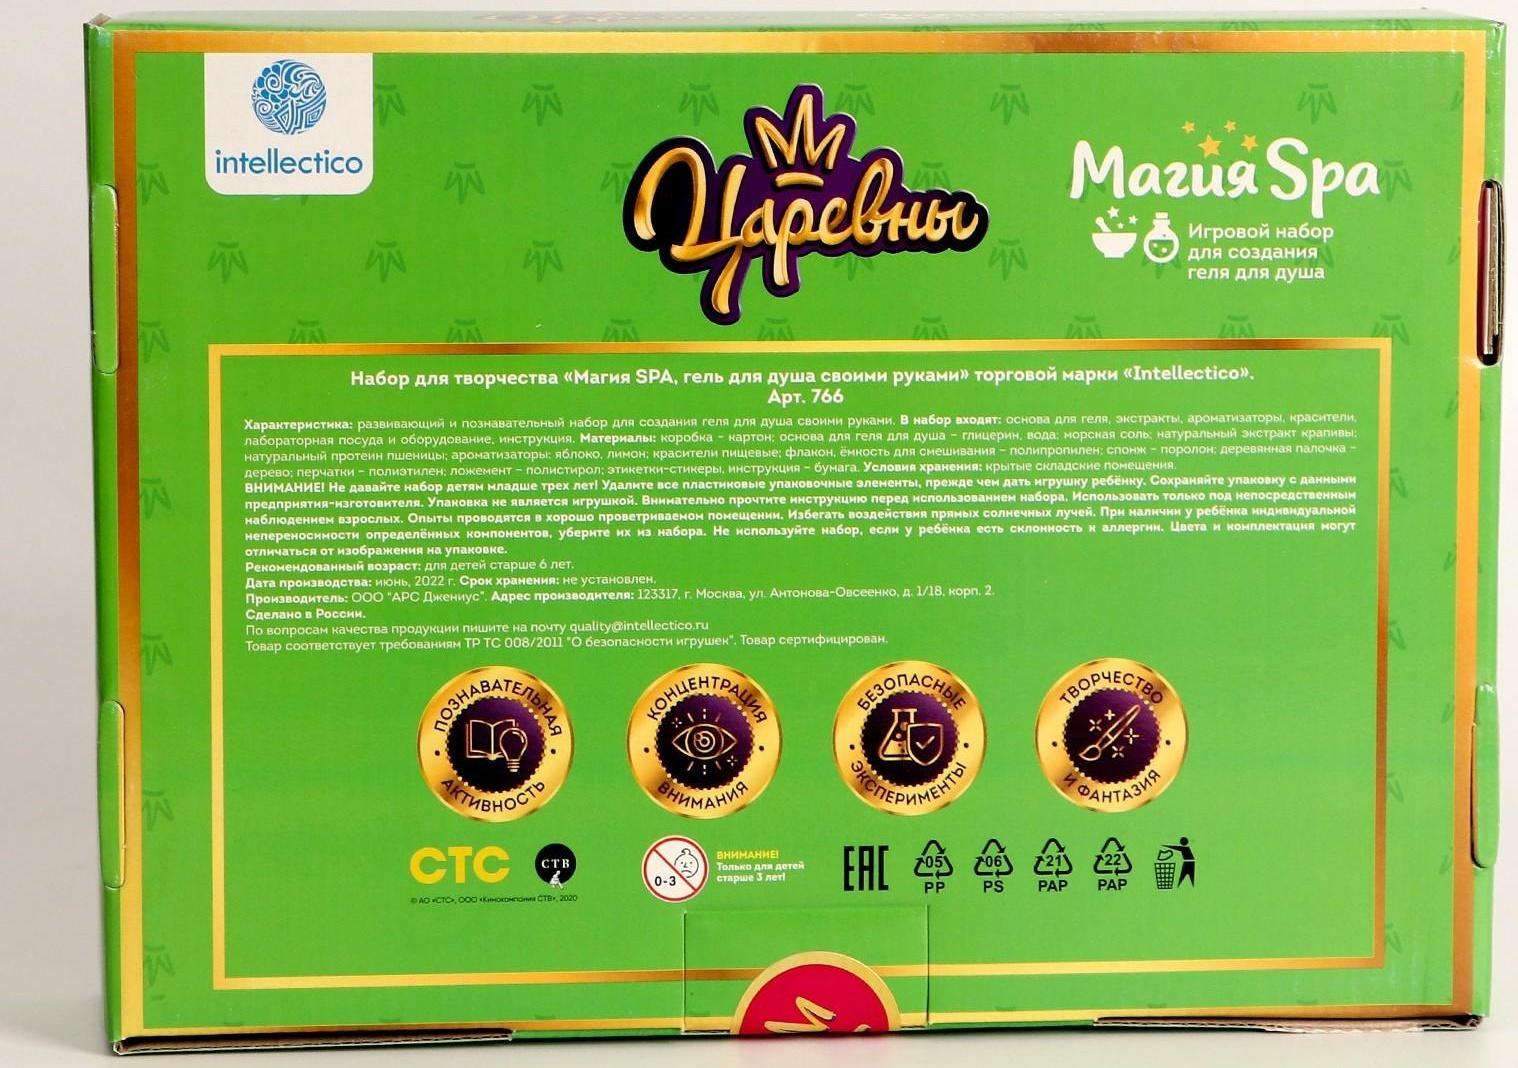 intellectico
Царевны
Магия Spa
Игровой набор
для создания
геля для душа
Набор для творчества «Магия SPA, гель для душа своими руками» торговой марки «Intellectico».
Арт. 766
Характеристика: развивающий и познавательный набор для создания геля для душа своими руками. В набор входят: основа для геля, экстракты, ароматизаторы, красители,
лабораторная посуда и оборудование, инструкция. Материалы: коробка – картон; основа для геля для душа – глицерин, вода; морская соль; натуральный экстракт крапивы;
натуральный протеин пшеницы; ароматизаторы: яблоко, лимон; красители пищевые; флакон, ёмкость для смешивания – полипропилен; спонж – поролон; деревянная палочка –
дерево; перчатки – полиэтилен; ложемент – полистирол; этикетки-стикеры, инструкция – бумага. Условия хранения: крытые складские помещения.
ВНИМАНИЕ! Не давайте набор детям младше трех лет! Удалите все пластиковые упаковочные элементы, прежде чем дать игрушку ребёнку. Сохраняйте упаковку с данными
предприятия-изготовителя. Упаковка не является игрушкой. Внимательно прочтите инструкцию перед использованием набора. Использовать только под непосредственным
наблюдением взрослых. Опыты проводятся в хорошо проветриваемом помещении. Избегать воздействия прямых солнечных лучей. При наличии у ребёнка индивидуальной
непереносимости определённых компонентов, уберите их из набора. Не используйте набор, если у ребёнка есть склонность к аллергии. Цвета и комплектация могут
отличаться от изображения на упаковке.
Рекомендованный возраст: для детей старше 6 лет.
Дата производства: июнь, 2022 г. Срок хранения: не установлен.
Производитель: ООО "АРС Джениус". Адрес производителя: 123317, г. Москва, ул. Антонова-Овсеенко, д. 1/18, корп. 2.
Сделано в России.
По вопросам качества продукции пишите на почту quality@intellectico.ru
Товар соответствует требованиям ТР ТС 008/2011 "О безопасности игрушек". Товар сертифицирован.
ПОЗНАВАТЕЛЬНАЯ
АКТИВНОСТЬ
КОНЦЕНТРАЦИЯ
ВНИМАНИЯ
БЕЗОПАСНЫЕ
ЭКСПЕРИМЕНТЫ
ТВОРЧЕСТВО
И ФАНТАЗИЯ
СТС
СТВ
© АО «СТС», ООО «Кинокомпания СТВ», 2020
0-3
ВНИМАНИЕ!
Только для детей
старше 3 лет!
EAC
05
PP
06
PS
21
PAP
22
PAP